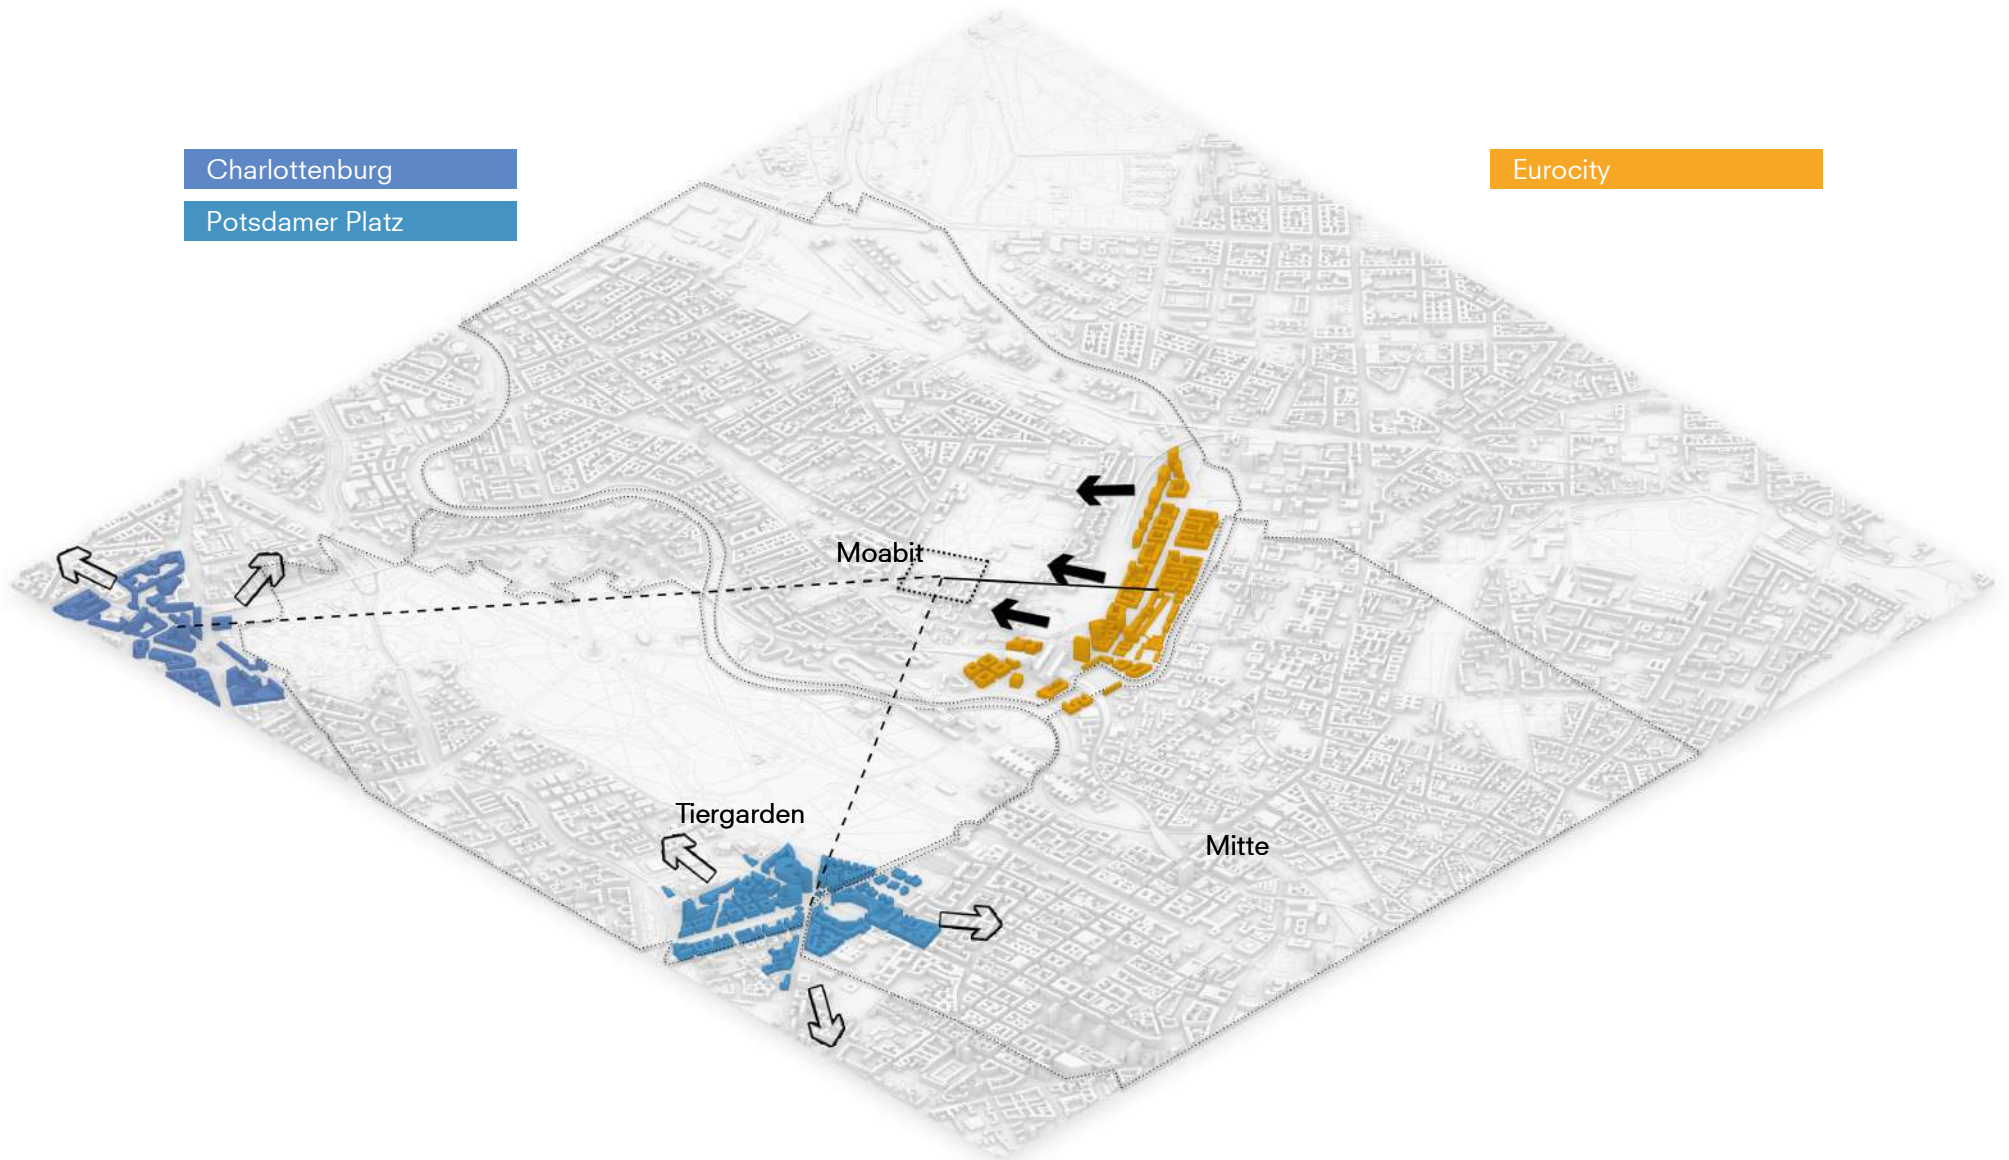 Charlottenburg
Eurocity
Potsdamer Platz
Moabit
Tiergarden
Mitte